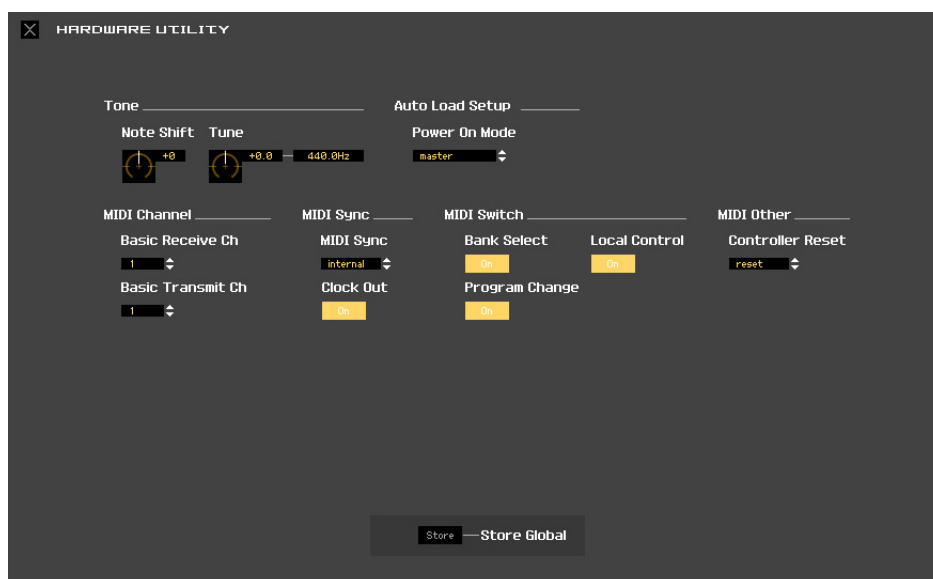 HARDWARE UTILITY
Tone Auto Load Setup
Note Shift Tune Power On Mode
+0 +0.0 440.0Hz master
MIDI Channel MIDI Sync MIDI Switch MIDI Other
Basic Receive Ch MIDI Sync Bank Select Local Control Controller Reset
1 internal On On reset
Basic Transmit Ch Clock Out Program Change
1 On On
Store Store Global